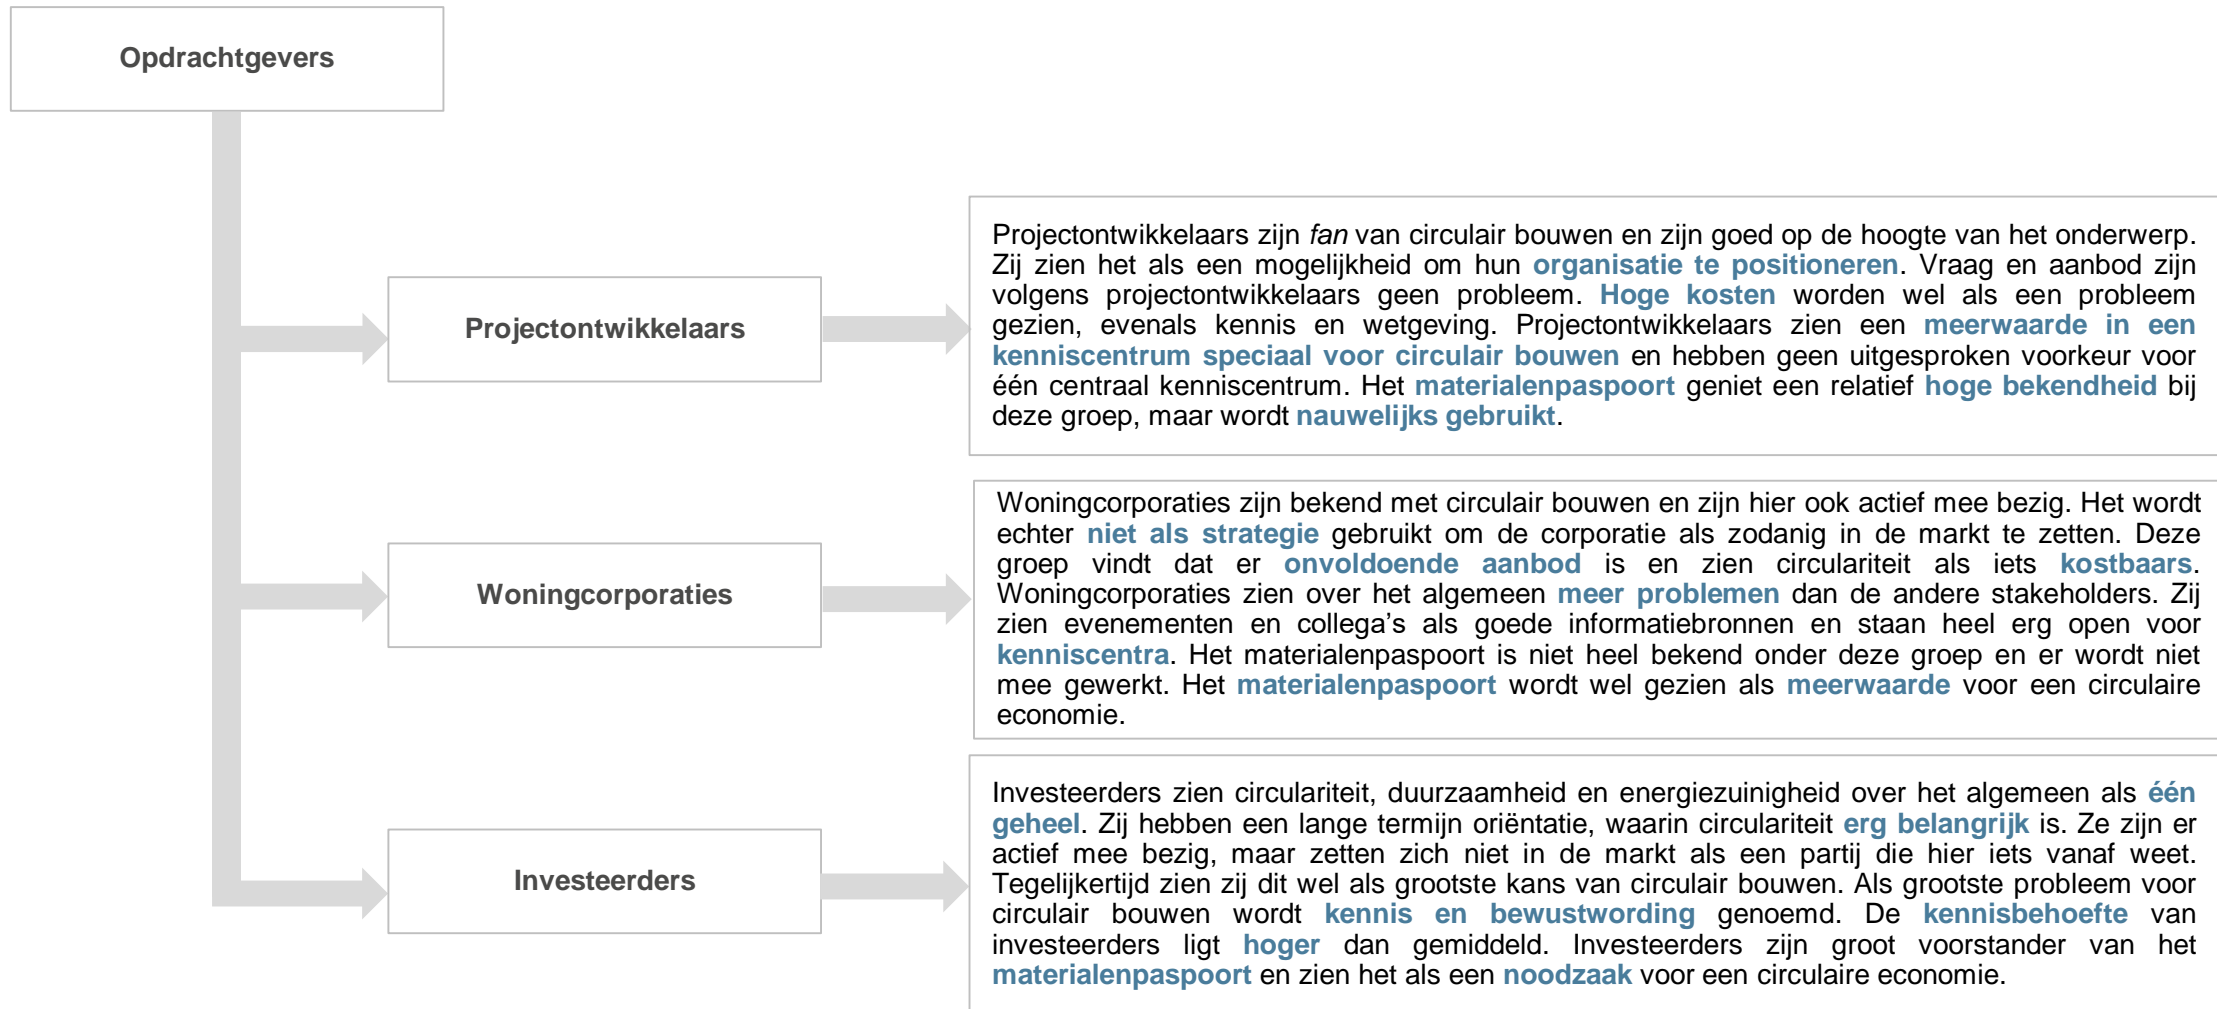 Opdrachtgevers
Projectontwikkelaars
Projectontwikkelaars zijn fan van circulair bouwen en zijn goed op de hoogte van het onderwerp.
Zij zien het als een mogelijkheid om hun organisatie te positioneren. Vraag en aanbod zijn
volgens projectontwikkelaars geen probleem. Hoge kosten worden wel als een probleem
gezien, evenals kennis en wetgeving. Projectontwikkelaars zien een meerwaarde in een
kenniscentrum speciaal voor circulair bouwen en hebben geen uitgesproken voorkeur voor
één centraal kenniscentrum. Het materialenpaspoort geniet een relatief hoge bekendheid bij
deze groep, maar wordt nauwelijks gebruikt.
Woningcorporaties
Woningcorporaties zijn bekend met circulair bouwen en zijn hier ook actief mee bezig. Het wordt
echter niet als strategie gebruikt om de corporatie als zodanig in de markt te zetten. Deze
groep vindt dat er onvoldoende aanbod is en zien circulariteit als iets kostbaars.
Woningcorporaties zien over het algemeen meer problemen dan de andere stakeholders. Zij
zien evenementen en collega's als goede informatiebronnen en staan heel erg open voor
kenniscentra. Het materialenpaspoort is niet heel bekend onder deze groep en er wordt niet
mee gewerkt. Het materialenpaspoort wordt wel gezien als meerwaarde voor een circulaire
economie.
Investeerders
Investeerders zien circulariteit, duurzaamheid en energiezuinigheid over het algemeen als één
geheel. Zij hebben een lange termijn oriëntatie, waarin circulariteit erg belangrijk is. Ze zijn er
actief mee bezig, maar zetten zich niet in de markt als een partij die hier iets vanaf weet.
Tegelijkertijd zien zij dit wel als grootste kans van circulair bouwen. Als grootste probleem voor
circulair bouwen wordt kennis en bewustwording genoemd. De kennisbehoefte van
investeerders ligt hoger dan gemiddeld. Investeerders zijn groot voorstander van het
materialenpaspoort en zien het als een noodzaak voor een circulaire economie.